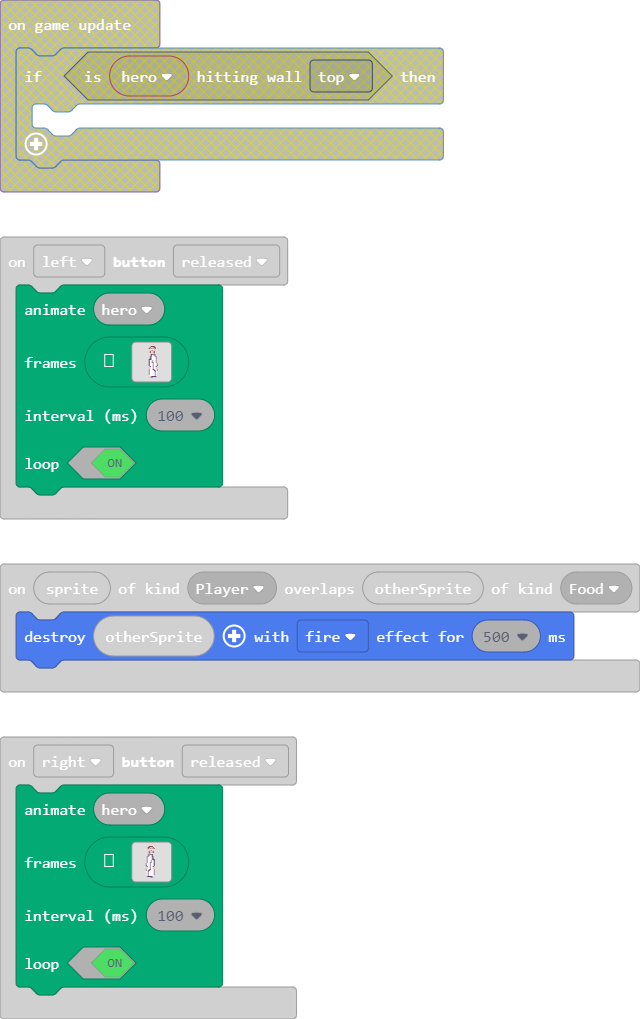 on game update
if is hero hitting wall top then
on left button released
animate hero
frames
interval (ms) 100
loop ON
on sprite of kind Player overlaps otherSprite of kind Food
destroy otherSprite with fire effect for 500 ms
on right button released
animate hero
frames
interval (ms) 100
loop ON